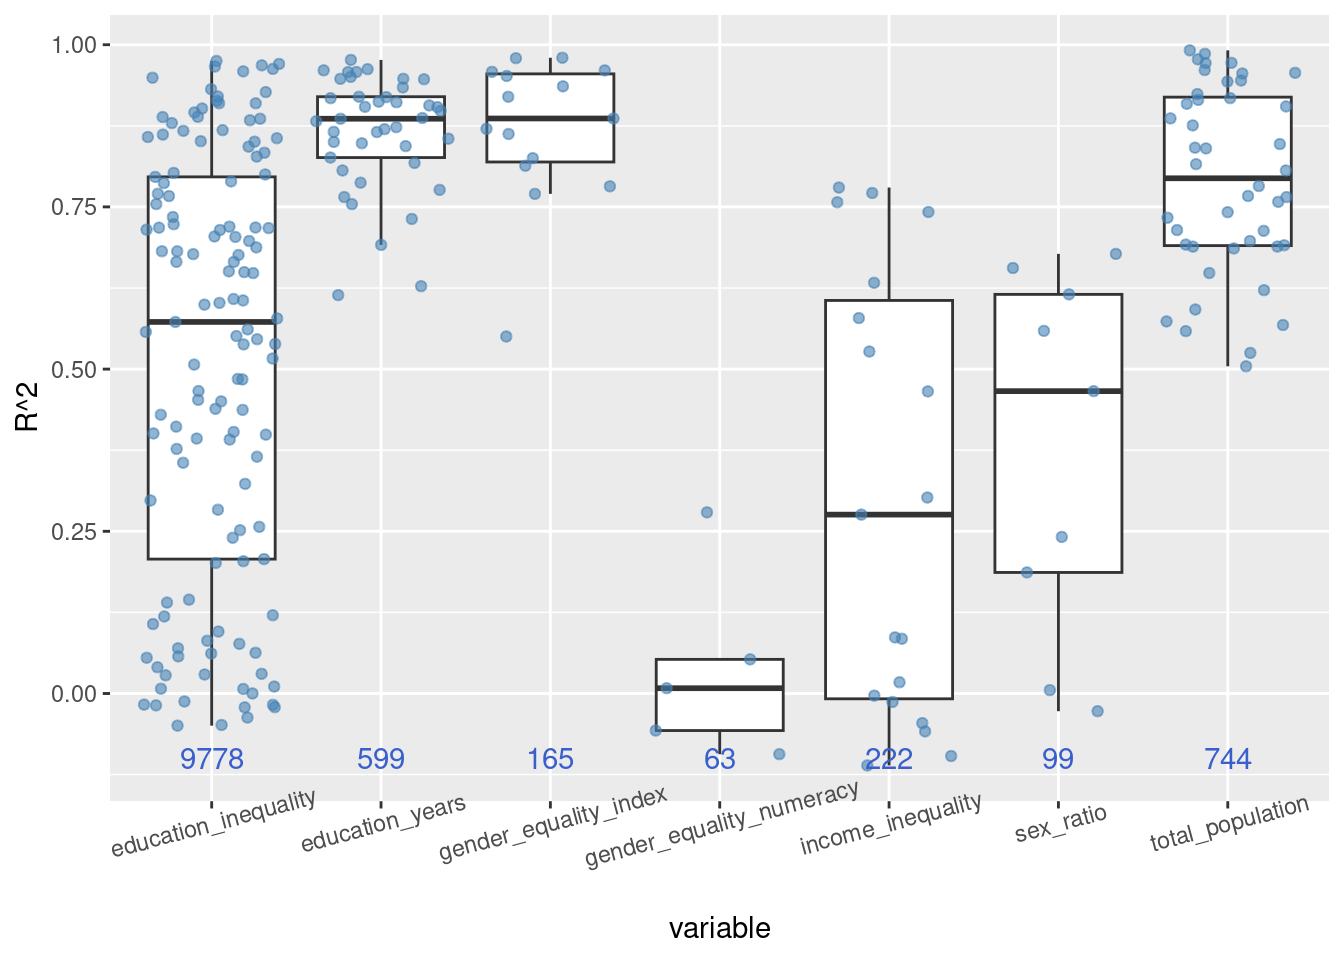 1.00
0.75
0.50
0.25
0.00
R^2
9778 599 165 63 222 99 744
education_inequality education_years gender_equality_index gender_equality_numeracy income_inequality sex_ratio total_population
variable